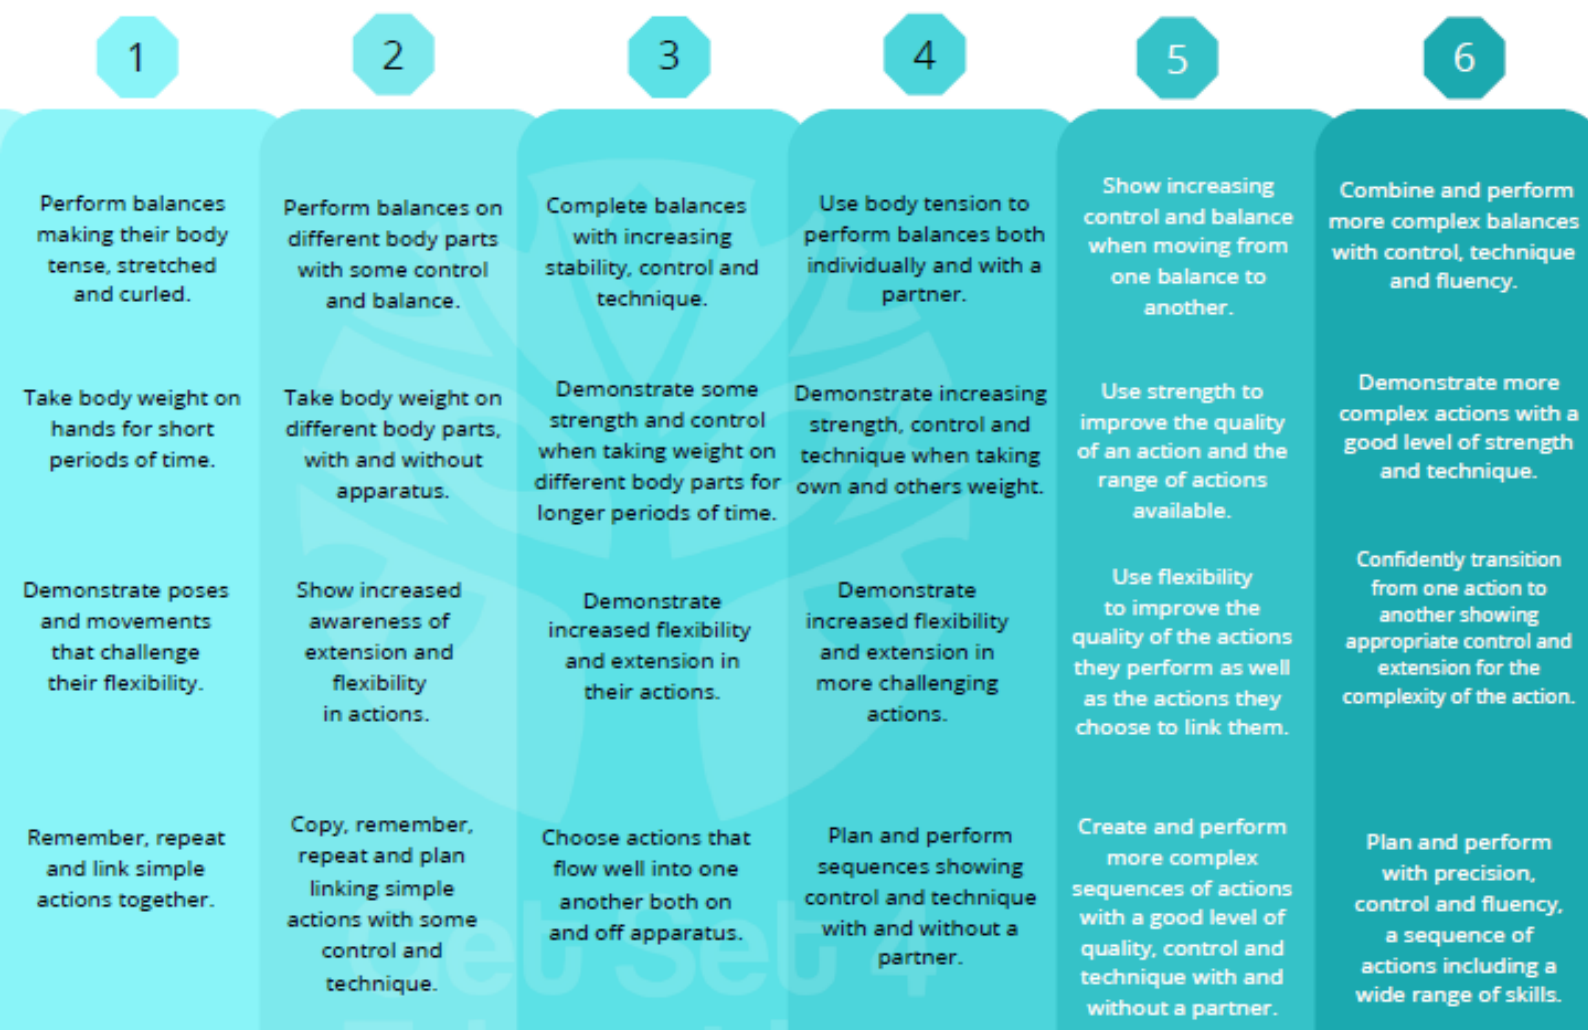 1
2
3
4
5
6
Perform balances
making their body
tense, stretched
and curled.
Perform balances on
different body parts
with some control
and balance.
Complete balances
with increasing
stability, control and
technique.
Use body tension to
perform balances both
individually and with a
partner.
Show increasing
control and balance
when moving from
one balance to
another.
Combine and perform
more complex balances
with control, technique
and fluency.
Take body weight on
hands for short
periods of time.
Take body weight on
different body parts,
with and without
apparatus.
Demonstrate some
strength and control
when taking weight on
different body parts for
longer periods of time.
Demonstrate increasing
strength, control and
technique when taking
own and others weight.
Use strength to
improve the quality
of an action and the
range of actions
available.
Demonstrate more
complex actions with a
good level of strength
and technique.
Demonstrate poses
and movements
that challenge
their flexibility.
Show increased
awareness of
extension and
flexibility
in actions.
Demonstrate
increased flexibility
and extension in
their actions.
Demonstrate
increased flexibility
and extension in
more challenging
actions.
Use flexibility
to improve the
quality of the actions
they perform as well
as the actions they
choose to link them.
Confidently transition
from one action to
another showing
appropriate control and
extension for the
complexity of the action.
Remember, repeat
and link simple
actions together.
Copy, remember,
repeat and plan
linking simple
actions with some
control and
technique.
Choose actions that
flow well into one
another both on
and off apparatus.
Plan and perform
sequences showing
control and technique
with and without a
partner.
Create and perform
more complex
sequences of actions
with a good level of
quality, control and
technique with and
without a partner.
Plan and perform
with precision,
control and fluency,
a sequence of
actions including a
wide range of skills.
Get Set 4